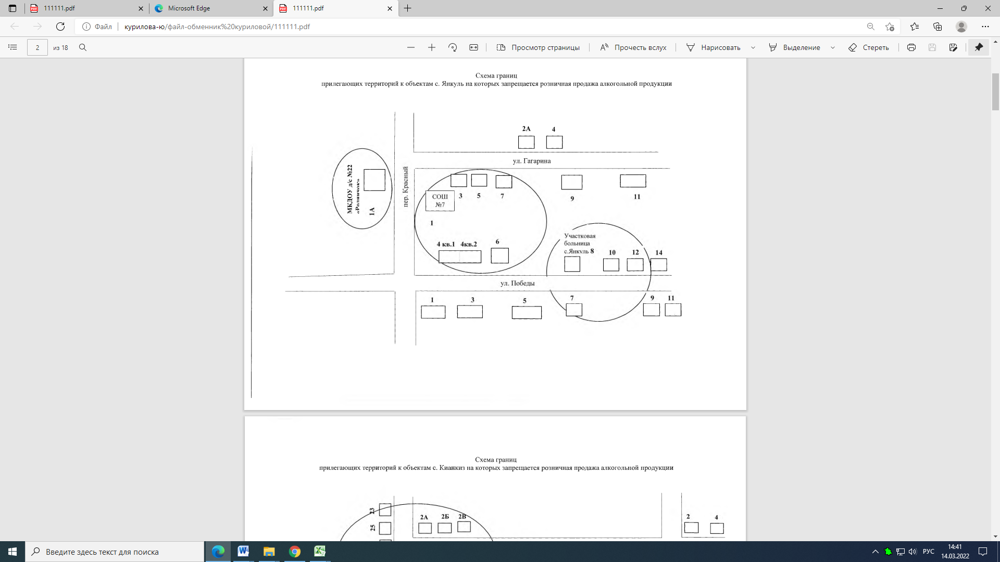 111111.pdf
Microsoft Edge
111111.pdf
Файл
курилова-ю/файл-обменник%20куриловой/111111.pdf
2
из 18
Просмотр страницы
Прочесть вслух
Нарисовать
Выделение
Стереть
Схема границ
прилегающих территорий к объектам с. Янкуль на которых запрещается розничная продажа алкогольной продукции
2А
4
ул. Гагарина
МКДОУ д/с №22
«Родничок»
1А
пер. Красный
СОШ
№7
3
5
7
9
11
1
4 кв.1
4кв.2
6
Участковая
больница
с.Янкуль 8
10
12
14
ул. Победы
1
3
5
7
9
11
Схема границ
прилегающих территорий к объектам с. Кианкиз на которых запрещается розничная продажа алкогольной продукции
23
25
2А
2Б
2В
2
4
Введите здесь текст для поиска
РУС
14:41
14.03.2022